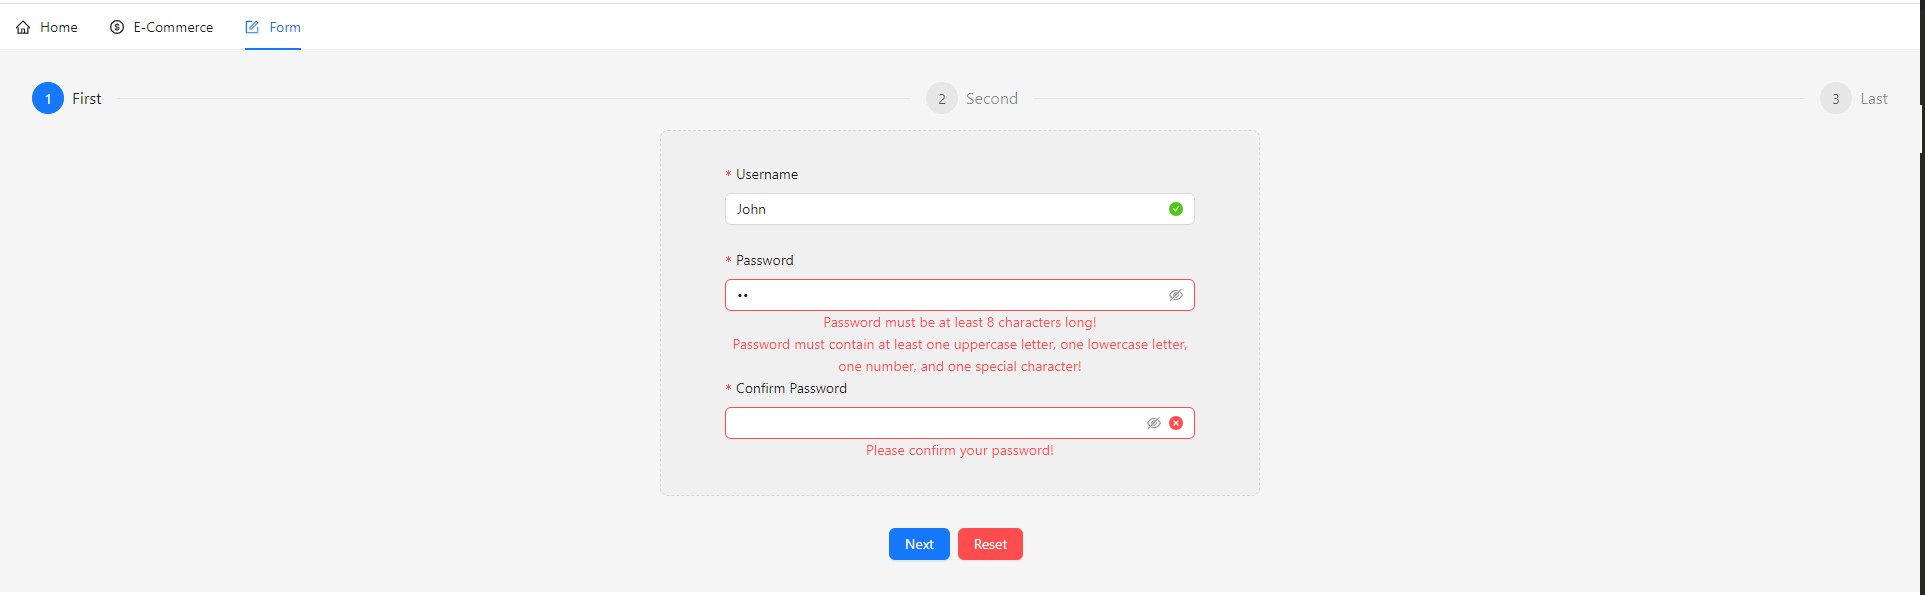 Home E-Commerce Form
1 First 2 Second 3 Last
* Username
John
* Password
••
Password must be at least 8 characters long!
Password must contain at least one uppercase letter, one lowercase letter,
one number, and one special character!
* Confirm Password
Please confirm your password!
Next Reset